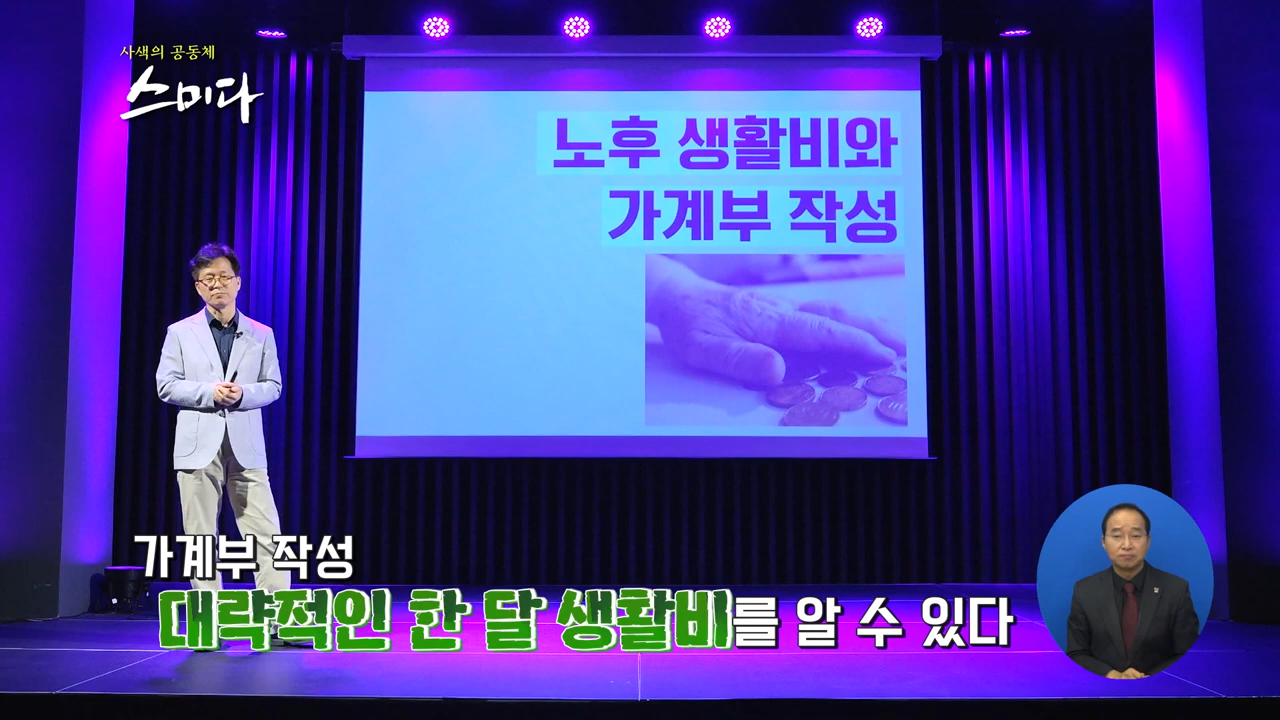 사색의 공동체
스미다
노후 생활비와
가계부 작성
가계부 작성
대략적인 한 달 생활비를 알 수 있다